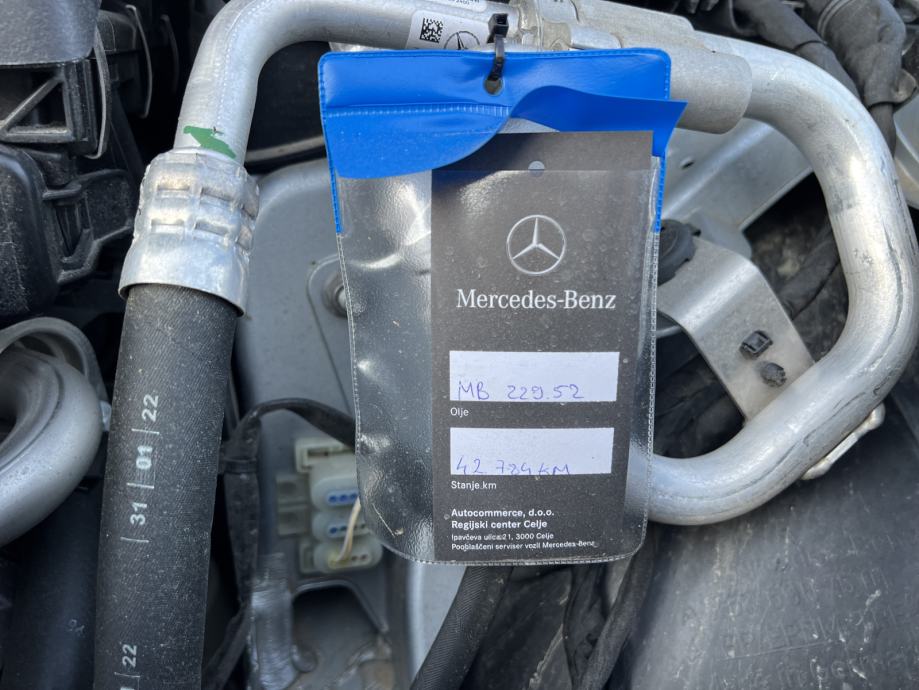 Mercedes-Benz
MB 229.52
Olje
42 784 KM
Stanje km
Autocommerce, d.o.o.
Regijski center Celje
Ipavčeva ulica 21, 3000 Celje
Pooblaščeni serviser vozil Mercedes-Benz
31 | 01 | 22
22